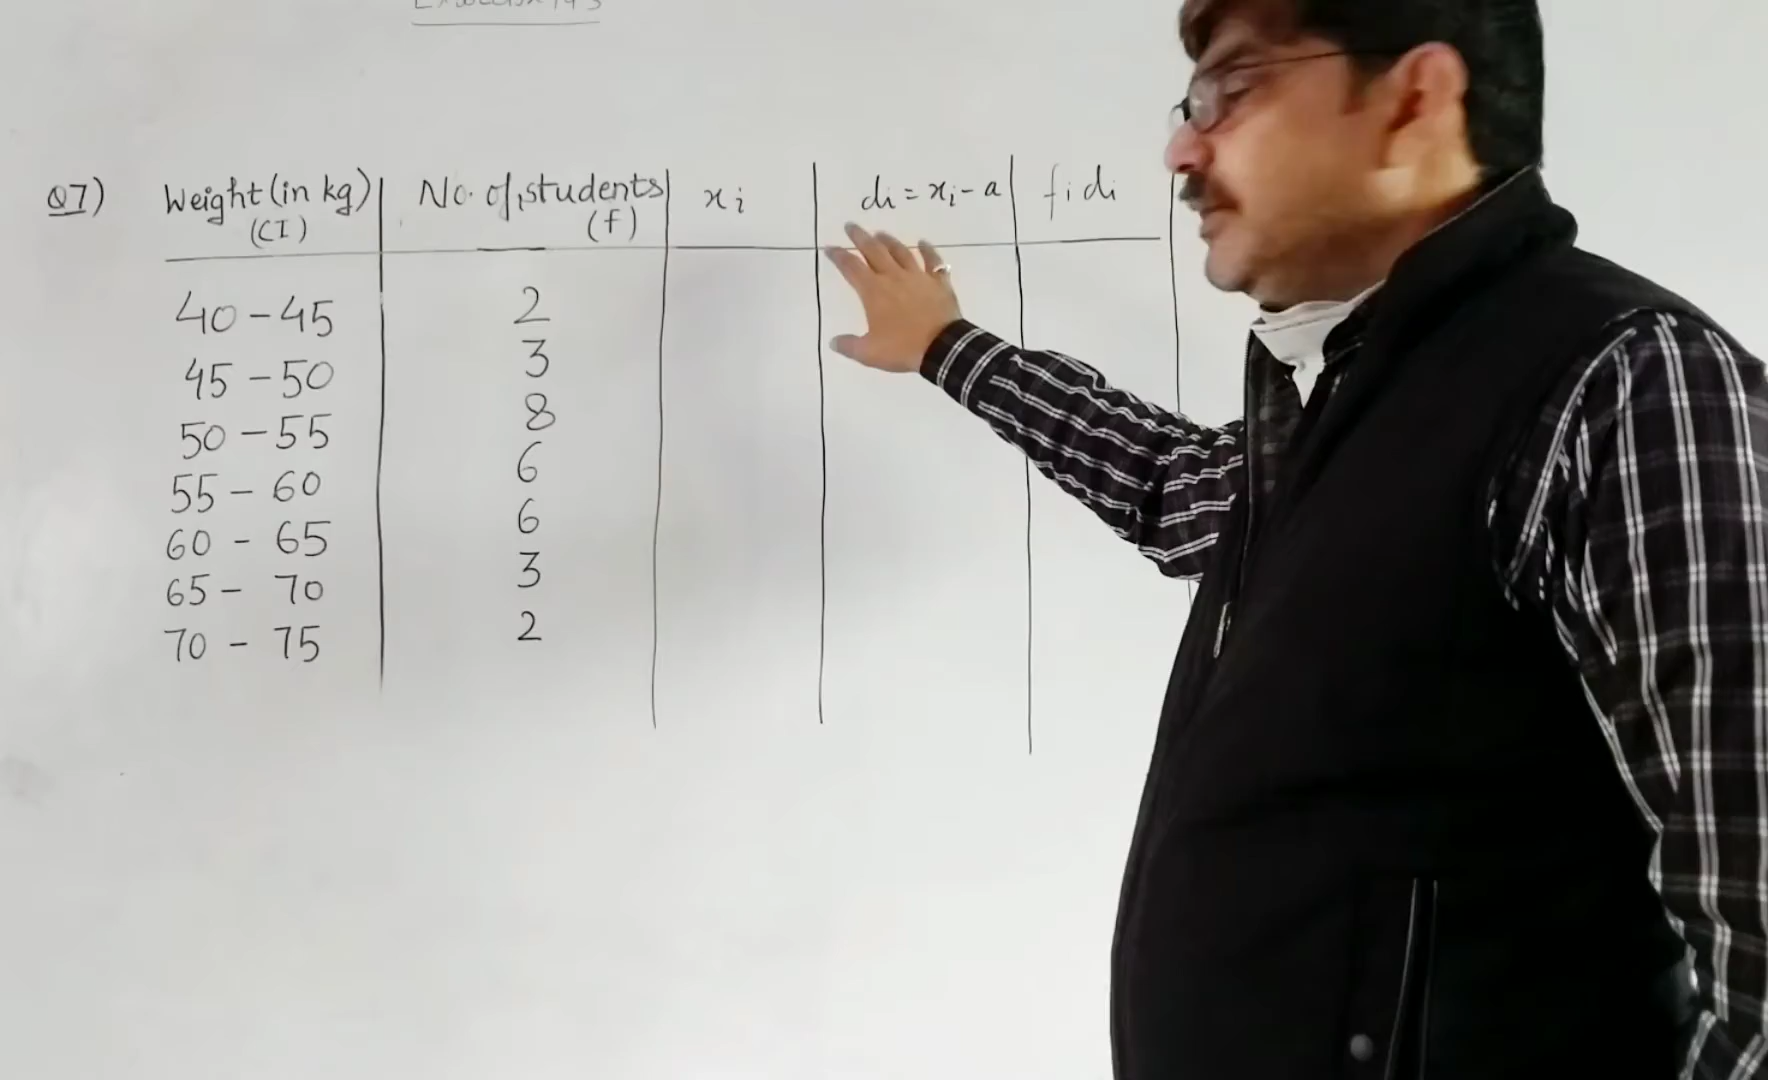 Q7) Weight (in kg) (CI) No. of students (f) xi di = xi - a fidi
40 - 45 2
45 - 50 3
50 - 55 8
55 - 60 6
60 - 65 6
65 - 70 3
70 - 75 2